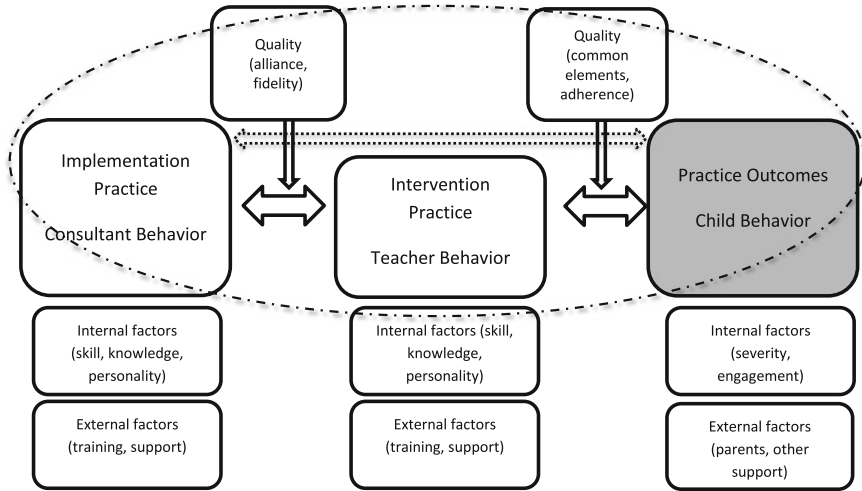 Quality
(alliance,
fidelity)
Quality
(common
elements,
adherence)
Implementation
Practice
Consultant Behavior
Intervention
Practice
Teacher Behavior
Practice Outcomes
Child Behavior
Internal factors
(skill, knowledge,
personality)
Internal factors (skill,
knowledge,
personality)
Internal factors
(severity,
engagement)
External factors
(training, support)
External factors
(training, support)
External factors
(parents, other
support)